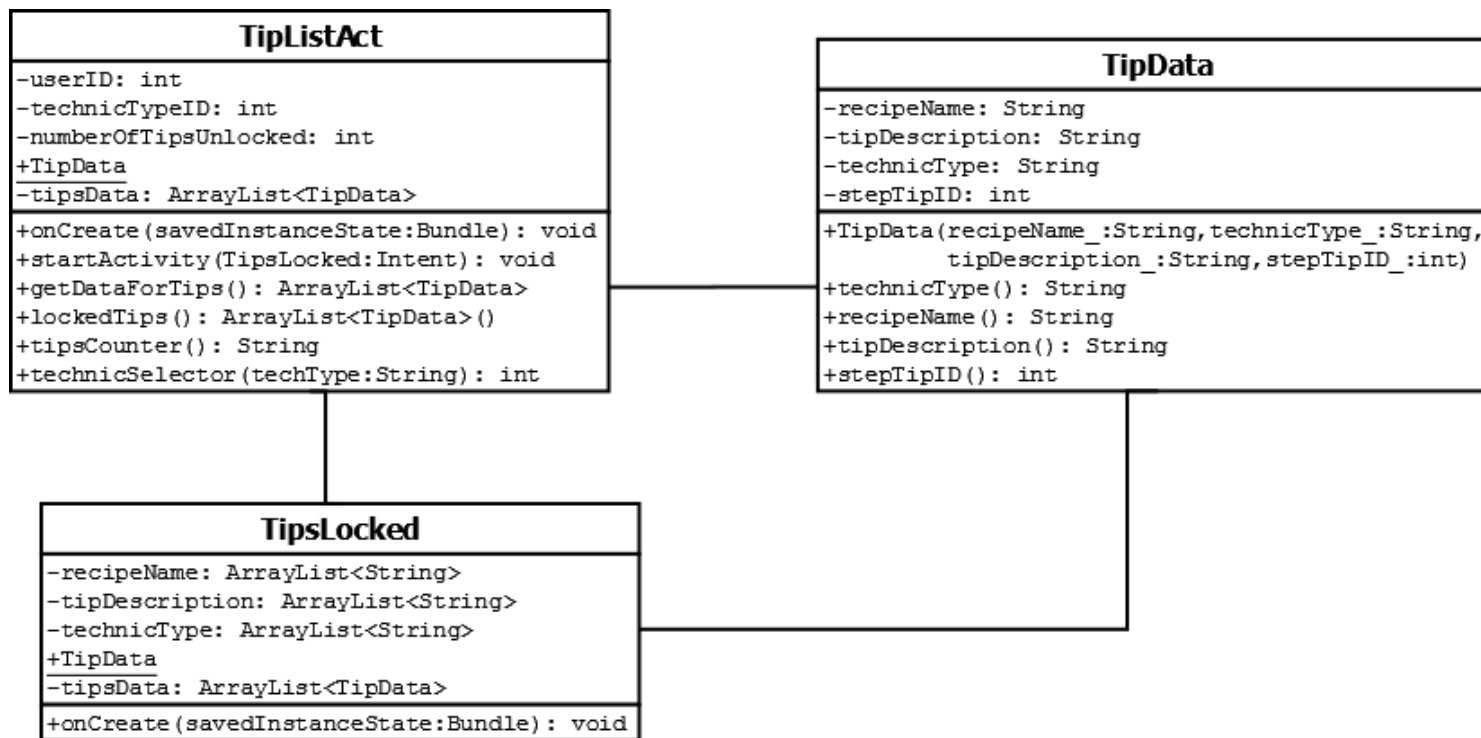 TipListAct
-userID: int
-technicTypeID: int
-numberOfTipsUnlocked: int
+TipData
-tipsData: ArrayList<TipData>
+onCreate(savedInstanceState:Bundle): void
+startActivity(TipsLocked:Intent): void
+getDataForTips(): ArrayList<TipData>
+lockedTips(): ArrayList<TipData>()
+tipsCounter(): String
+technicSelector(techType:String): int
TipData
-recipeName: String
-tipDescription: String
-technicType: String
-stepTipID: int
+TipData(recipeName_:String,technicType_:String,
tipDescription_:String,stepTipID_:int)
+technicType(): String
+recipeName(): String
+tipDescription(): String
+stepTipID(): int
TipsLocked
-recipeName: ArrayList<String>
-tipDescription: ArrayList<String>
-technicType: ArrayList<String>
+TipData
-tipsData: ArrayList<TipData>
+onCreate(savedInstanceState:Bundle): void